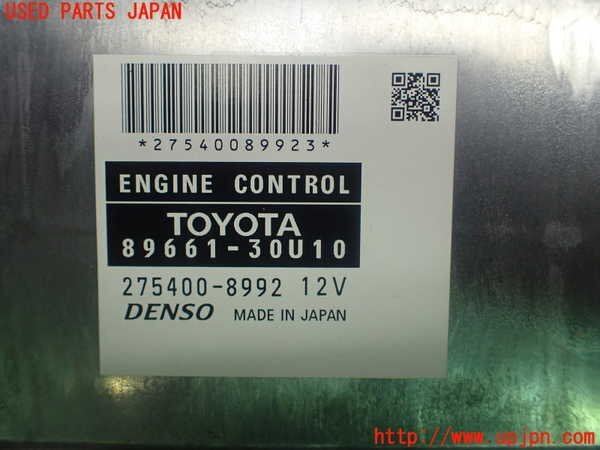 USED PARTS JAPAN
*27540089923*
ENGINE CONTROL
TOYOTA
89661-30U10
275400-8992 12V
DENSO MADE IN JAPAN
http://www.upjpn.com